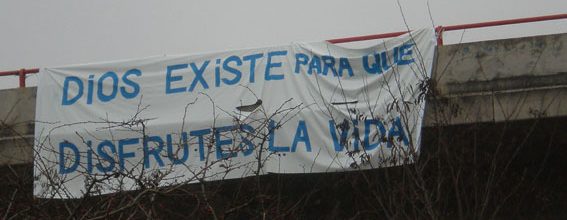 DiOS EXiSTE PARA QUE
DiSFRUTES LA ViDA